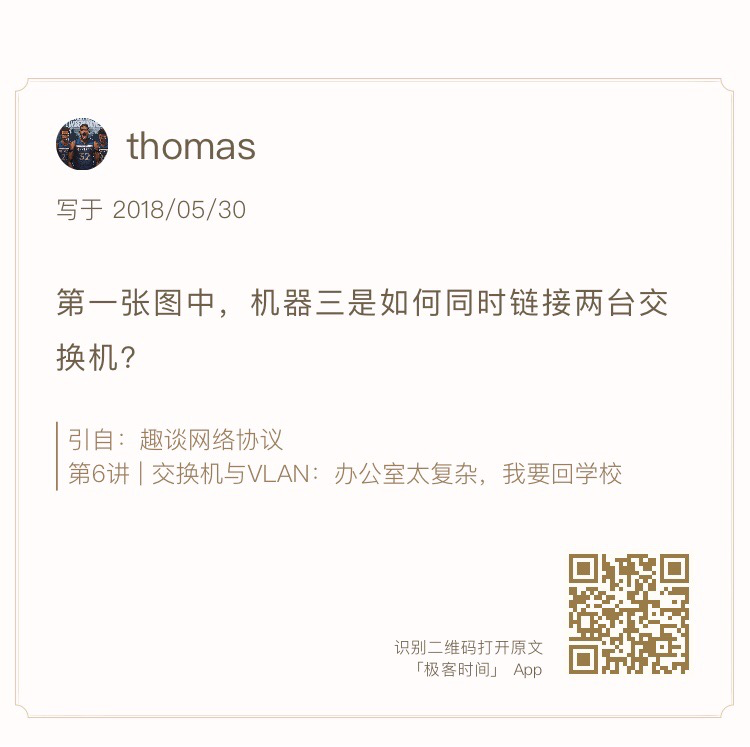 thomas
写于 2018/05/30
第一张图中，机器三是如何同时链接两台交
换机？
引自：趣谈网络协议
第6讲 | 交换机与VLAN：办公室太复杂，我要回学校
识别二维码打开原文
「极客时间」 App